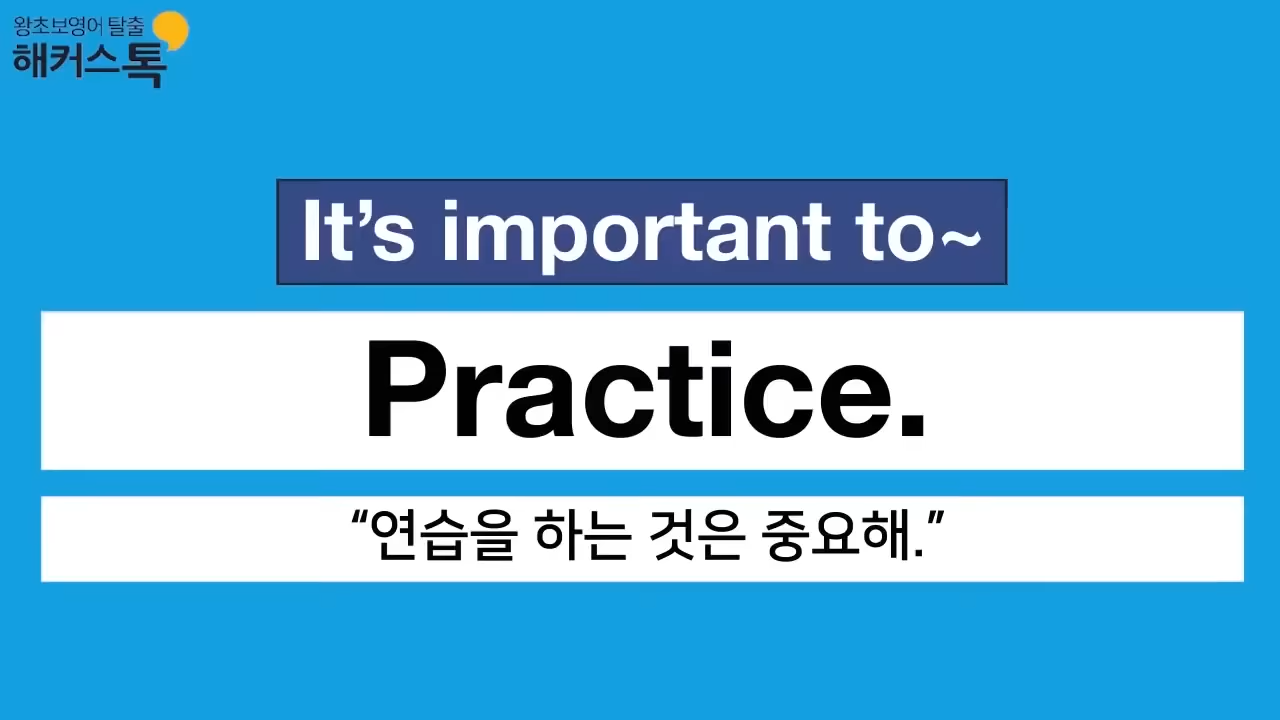 왕초보영어 탈출
해커스톡
It's important to~
Practice.
“연습을 하는 것은 중요해.”